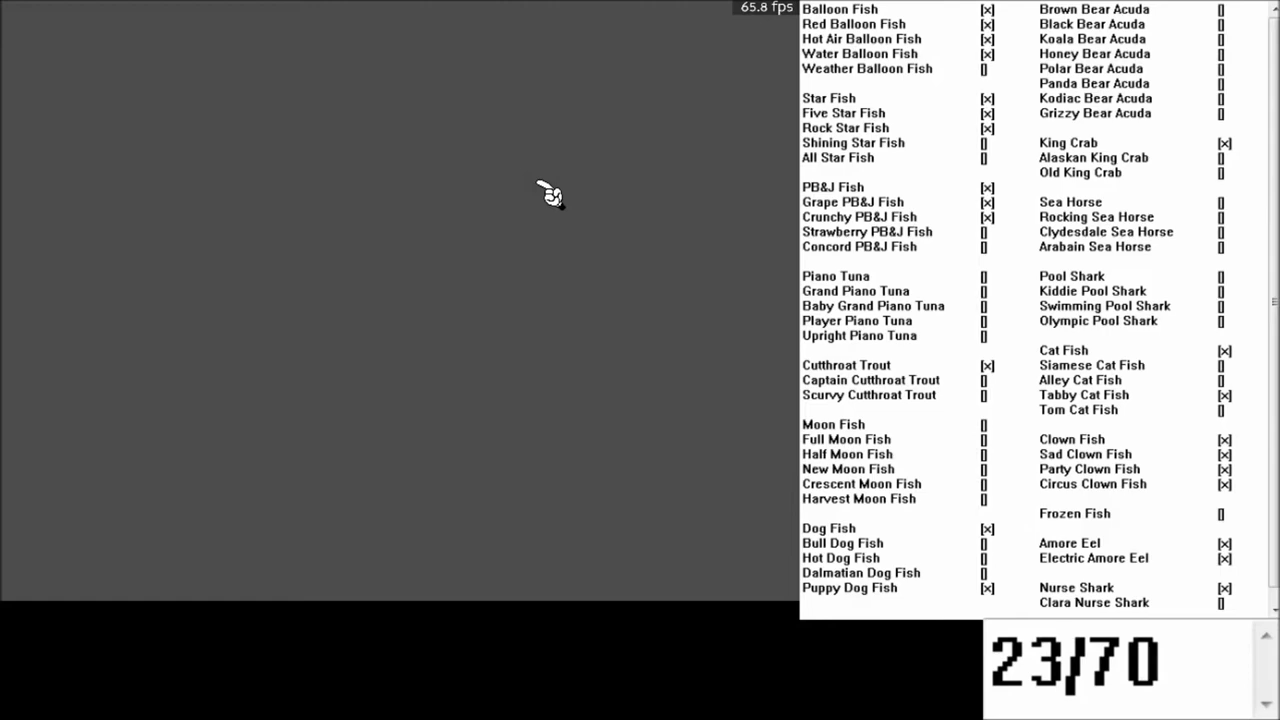 65.8 fps
Balloon Fish [x]
Red Balloon Fish [x]
Hot Air Balloon Fish [x]
Water Balloon Fish [x]
Weather Balloon Fish []
Star Fish [x]
Five Star Fish [x]
Rock Star Fish [x]
Shining Star Fish []
All Star Fish []
PB&J Fish [x]
Grape PB&J Fish [x]
Crunchy PB&J Fish [x]
Strawberry PB&J Fish []
Concord PB&J Fish []
Piano Tuna []
Grand Piano Tuna []
Baby Grand Piano Tuna []
Player Piano Tuna []
Upright Piano Tuna []
Cutthroat Trout [x]
Captain Cutthroat Trout []
Scurvy Cutthroat Trout []
Moon Fish []
Full Moon Fish []
Half Moon Fish []
New Moon Fish []
Crescent Moon Fish []
Harvest Moon Fish []
Dog Fish [x]
Bull Dog Fish []
Hot Dog Fish []
Dalmatian Dog Fish []
Puppy Dog Fish [x]
Brown Bear Acuda []
Black Bear Acuda []
Koala Bear Acuda []
Honey Bear Acuda []
Polar Bear Acuda []
Panda Bear Acuda []
Kodiac Bear Acuda []
Grizzy Bear Acuda []
King Crab [x]
Alaskan King Crab []
Old King Crab []
Sea Horse []
Rocking Sea Horse []
Clydesdale Sea Horse []
Arabain Sea Horse []
Pool Shark []
Kiddie Pool Shark []
Swimming Pool Shark []
Olympic Pool Shark []
Cat Fish [x]
Siamese Cat Fish []
Alley Cat Fish []
Tabby Cat Fish [x]
Tom Cat Fish []
Clown Fish [x]
Sad Clown Fish [x]
Party Clown Fish [x]
Circus Clown Fish [x]
Frozen Fish []
Amore Eel [x]
Electric Amore Eel [x]
Nurse Shark [x]
Clara Nurse Shark []
23/70